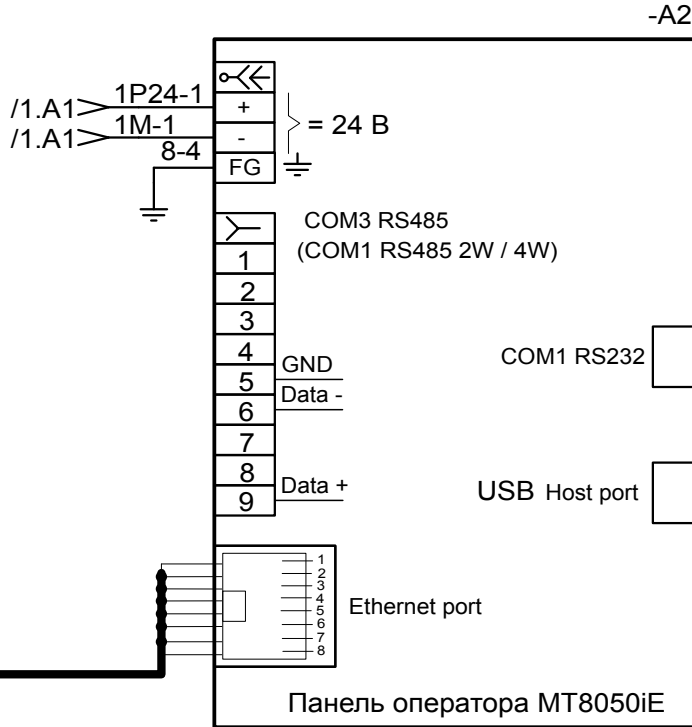 -A2
/1.A1 1P24-1 + = 24 В
/1.A1 1M-1 -
8-4 FG
COM3 RS485
(COM1 RS485 2W / 4W)
1
2
3
4
5 GND
6 Data -
7
8
9 Data +
COM1 RS232
USB Host port
1
2
3
4
5
6
7
8
Ethernet port
Панель оператора MT8050iE